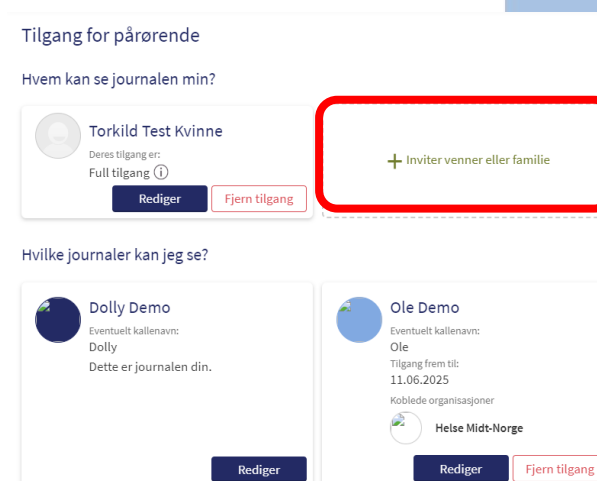 Tilgang for pårørende
Hvem kan se journalen min?
Torkild Test Kvinne
Deres tilgang er:
Full tilgang
Rediger
Fjern tilgang
Inviter venner eller familie
Hvilke journaler kan jeg se?
Dolly Demo
Eventuelt kallenavn:
Dolly
Dette er journalen din.
Rediger
Ole Demo
Eventuelt kallenavn:
Ole
Tilgang frem til:
11.06.2025
Koblede organisasjoner
Helse Midt-Norge
Rediger
Fjern tilgang